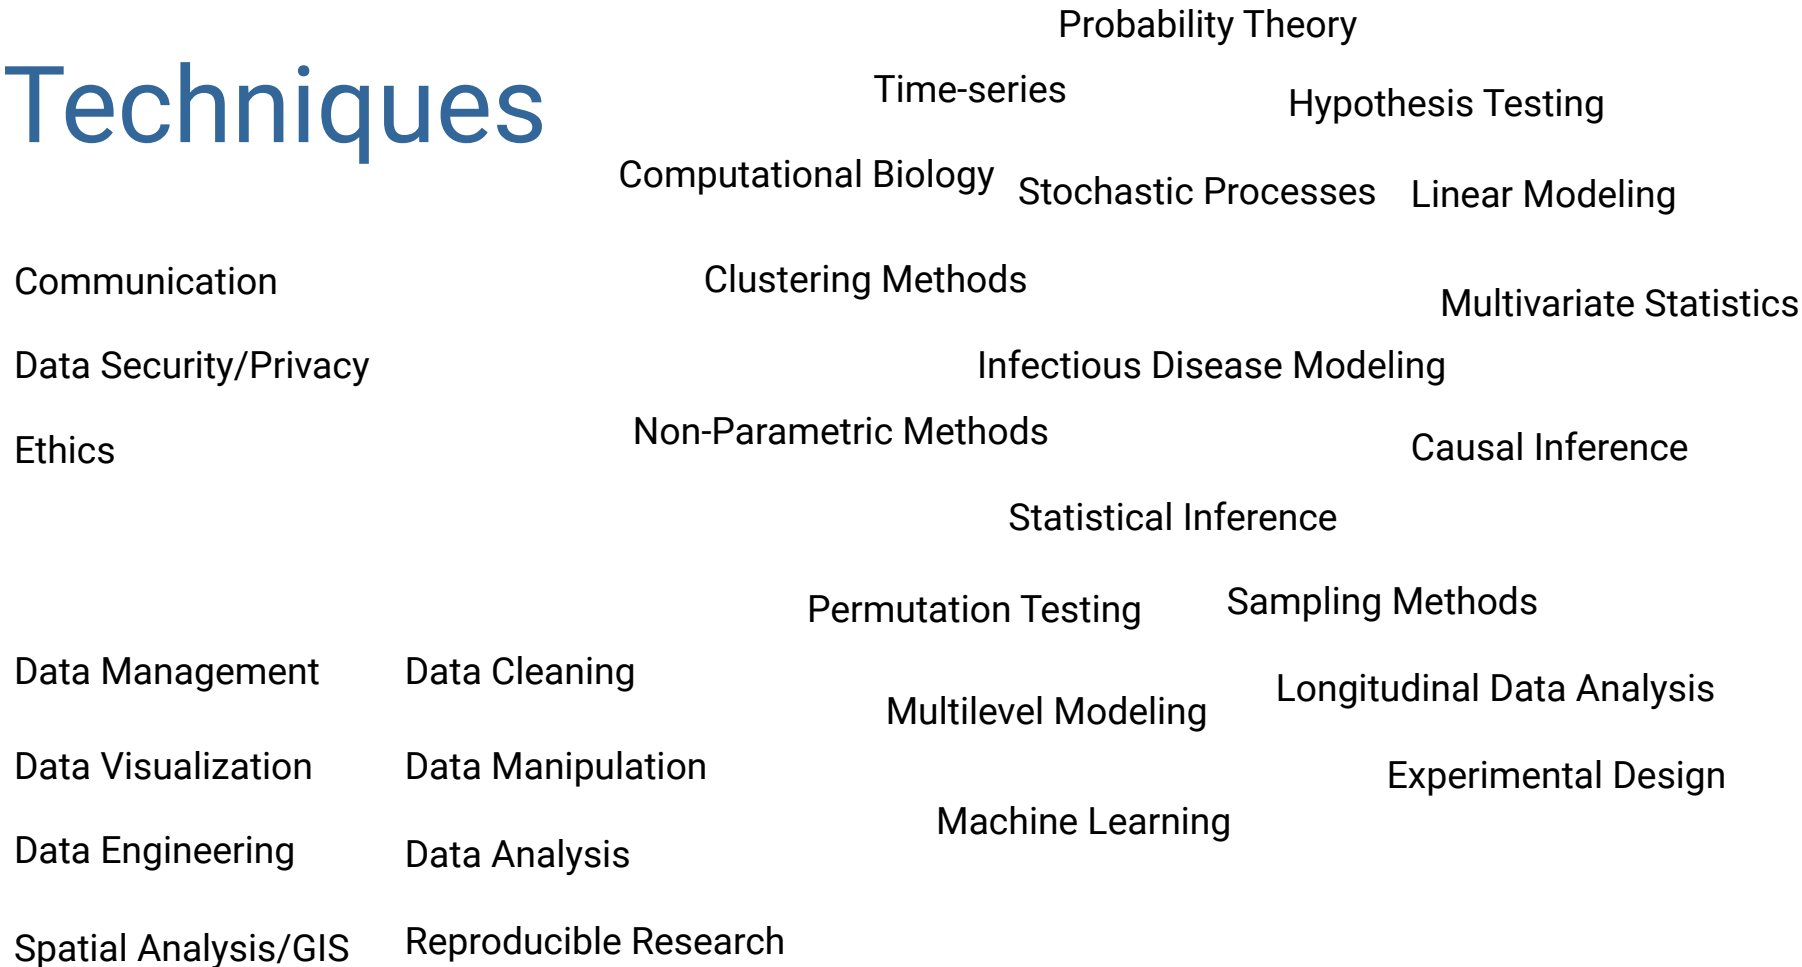 Techniques
Probability Theory
Time-series
Hypothesis Testing
Computational Biology
Stochastic Processes
Linear Modeling
Communication
Clustering Methods
Multivariate Statistics
Data Security/Privacy
Infectious Disease Modeling
Ethics
Non-Parametric Methods
Causal Inference
Statistical Inference
Permutation Testing
Sampling Methods
Data Management
Data Cleaning
Multilevel Modeling
Longitudinal Data Analysis
Data Visualization
Data Manipulation
Experimental Design
Machine Learning
Data Engineering
Data Analysis
Spatial Analysis/GIS
Reproducible Research